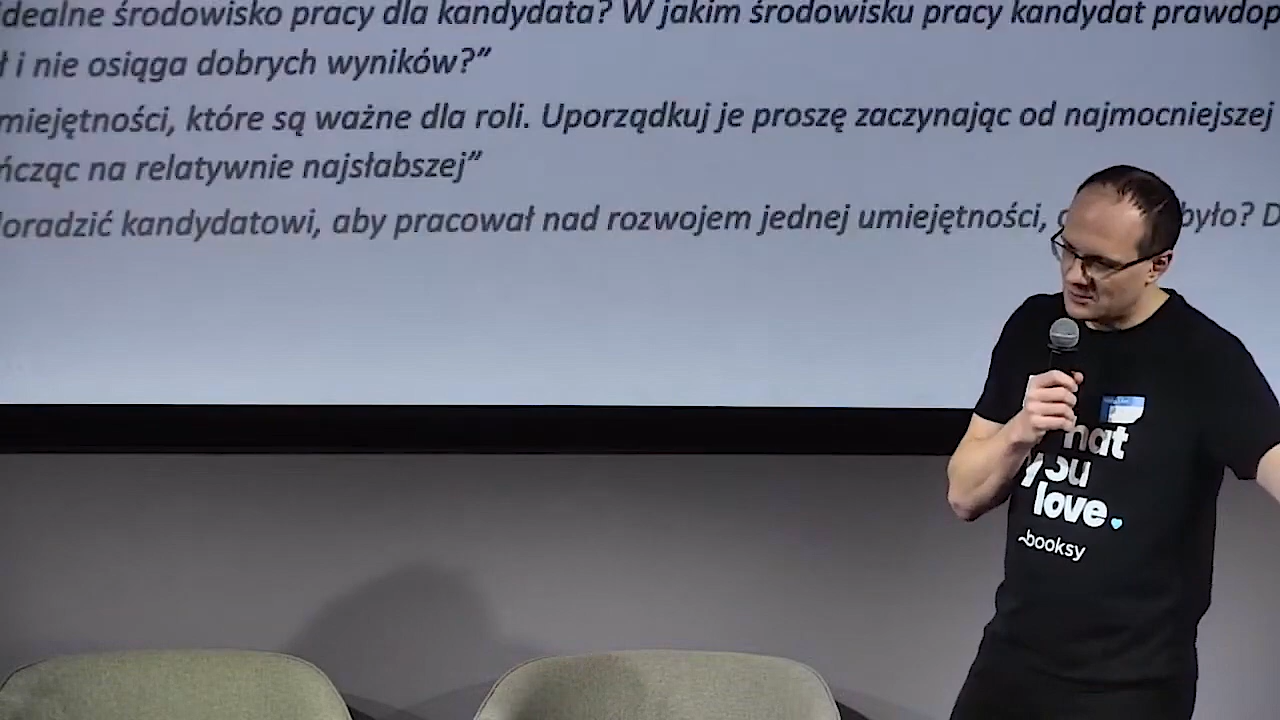 idealne środowisko pracy dla kandydata? W jakim środowisku pracy kandydat
ł i nie osiąga dobrych wyników?”
miejętności, które są ważne dla roli. Uporządkuj je proszę zaczynając od najmocniejszej
ńcząc na relatywnie najsłabszej”
doradzić kandydatowi, aby pracował nad rozwojem jednej umiejętności, było? D
you
love.
booksy